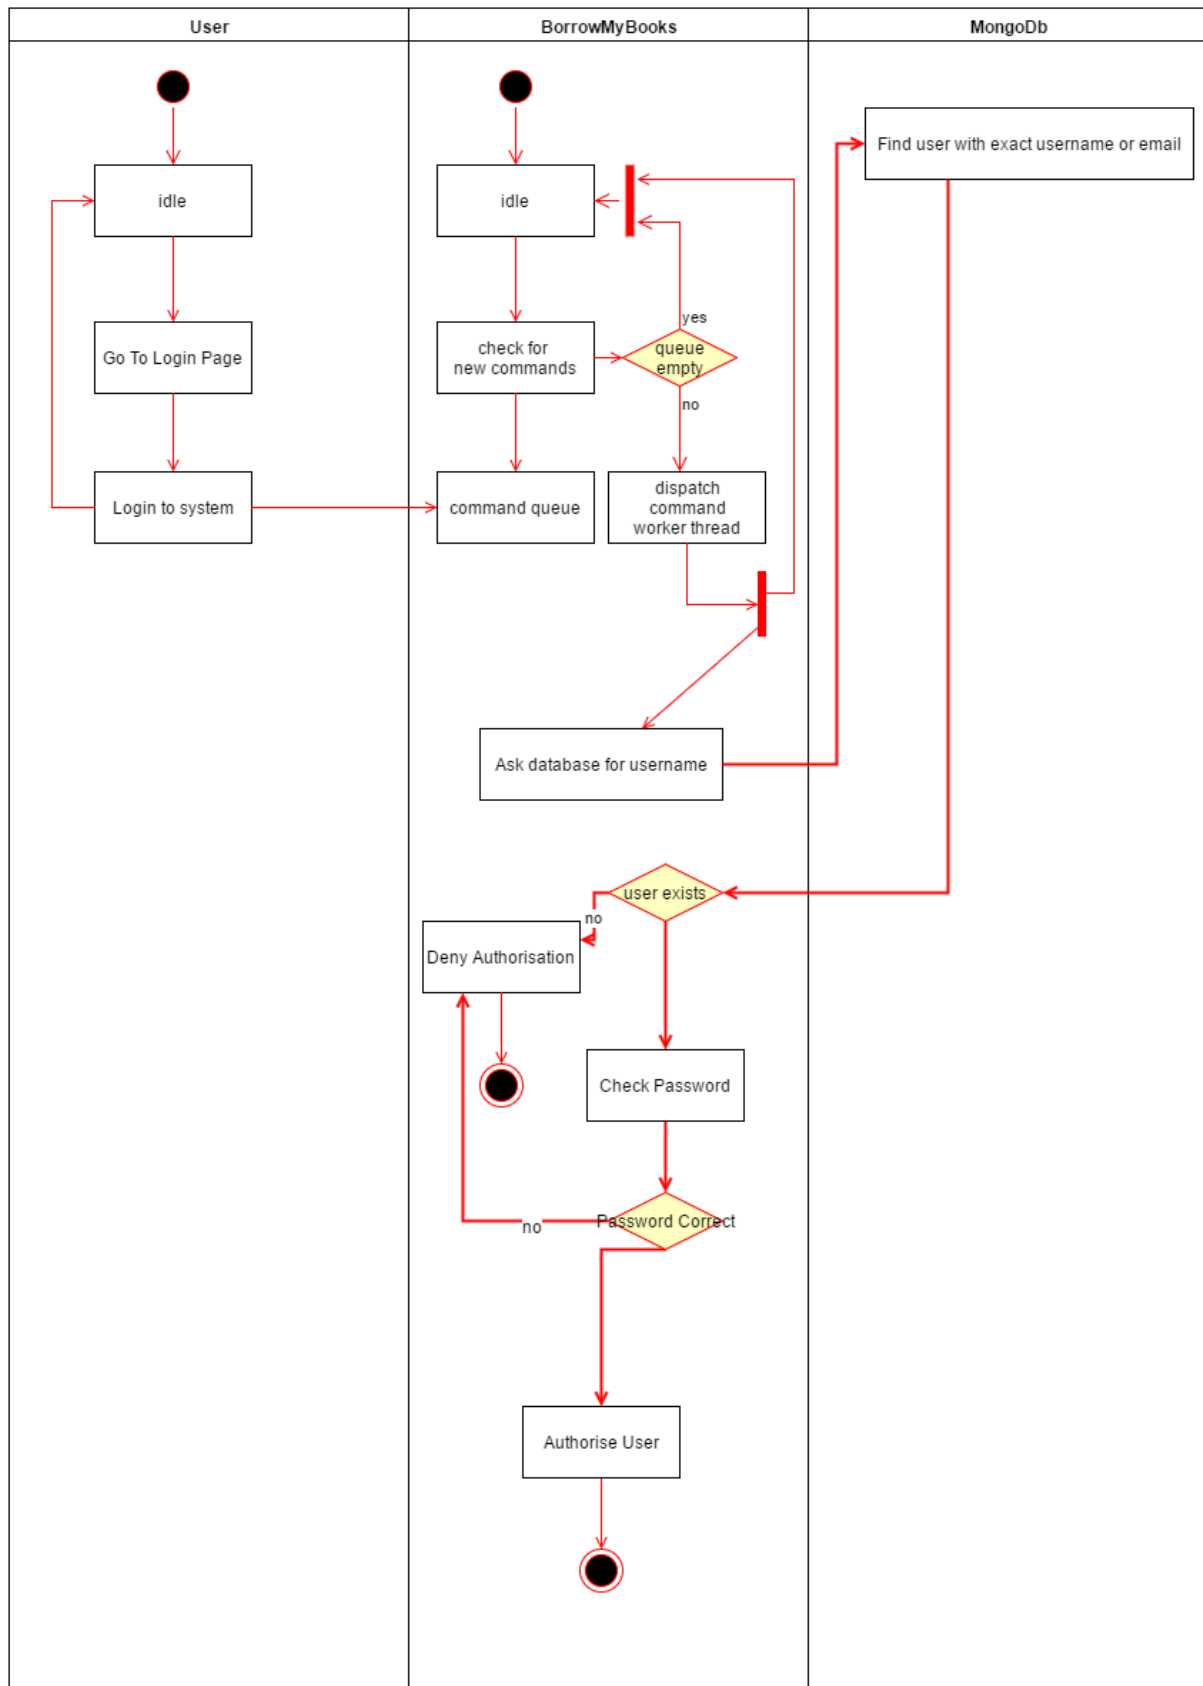 User
BorrowMyBooks
MongoDb
Find user with exact username or email
idle
idle
yes
Go To Login Page
check for
new commands
queue
empty
no
Login to system
command queue
dispatch
command
worker thread
Ask database for username
user exists
no
Deny Authorisation
Check Password
Password Correct
no
Authorise User